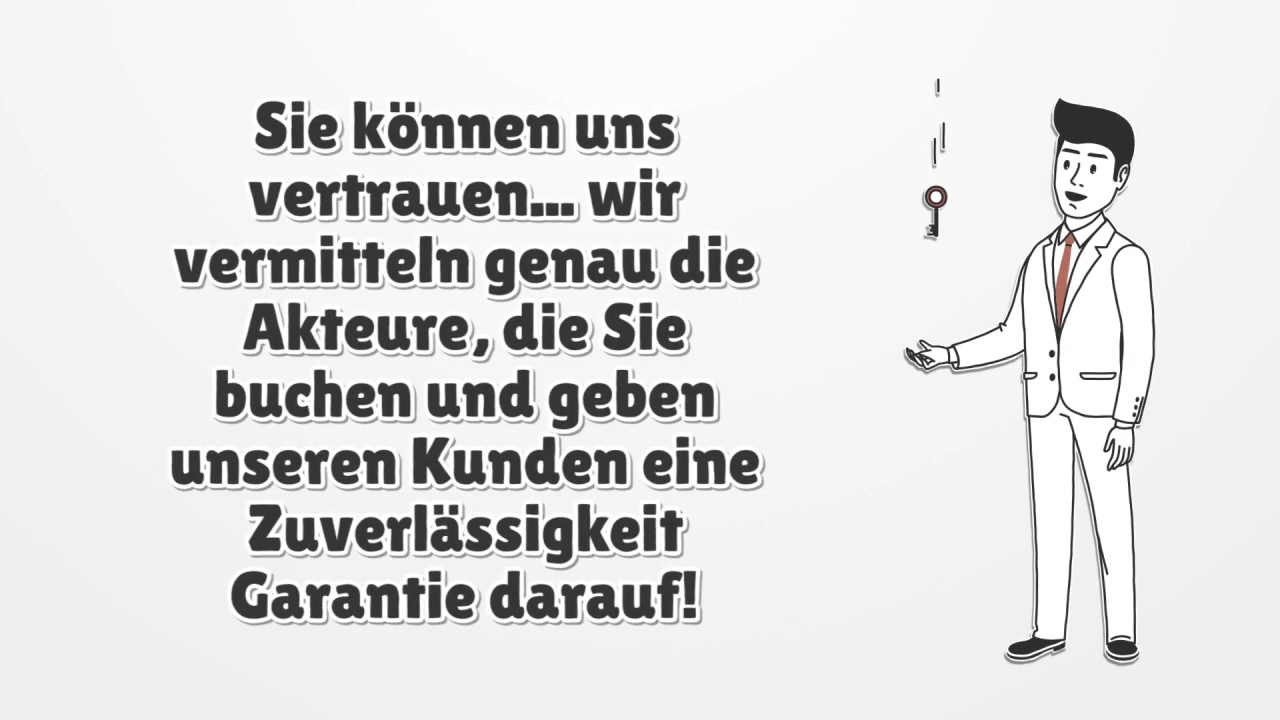 Sie können uns
vertrauen... wir
vermitteln genau die
Akteure, die Sie
buchen und geben
unseren Kunden eine
Zuverlässigkeit
Garantie darauf!